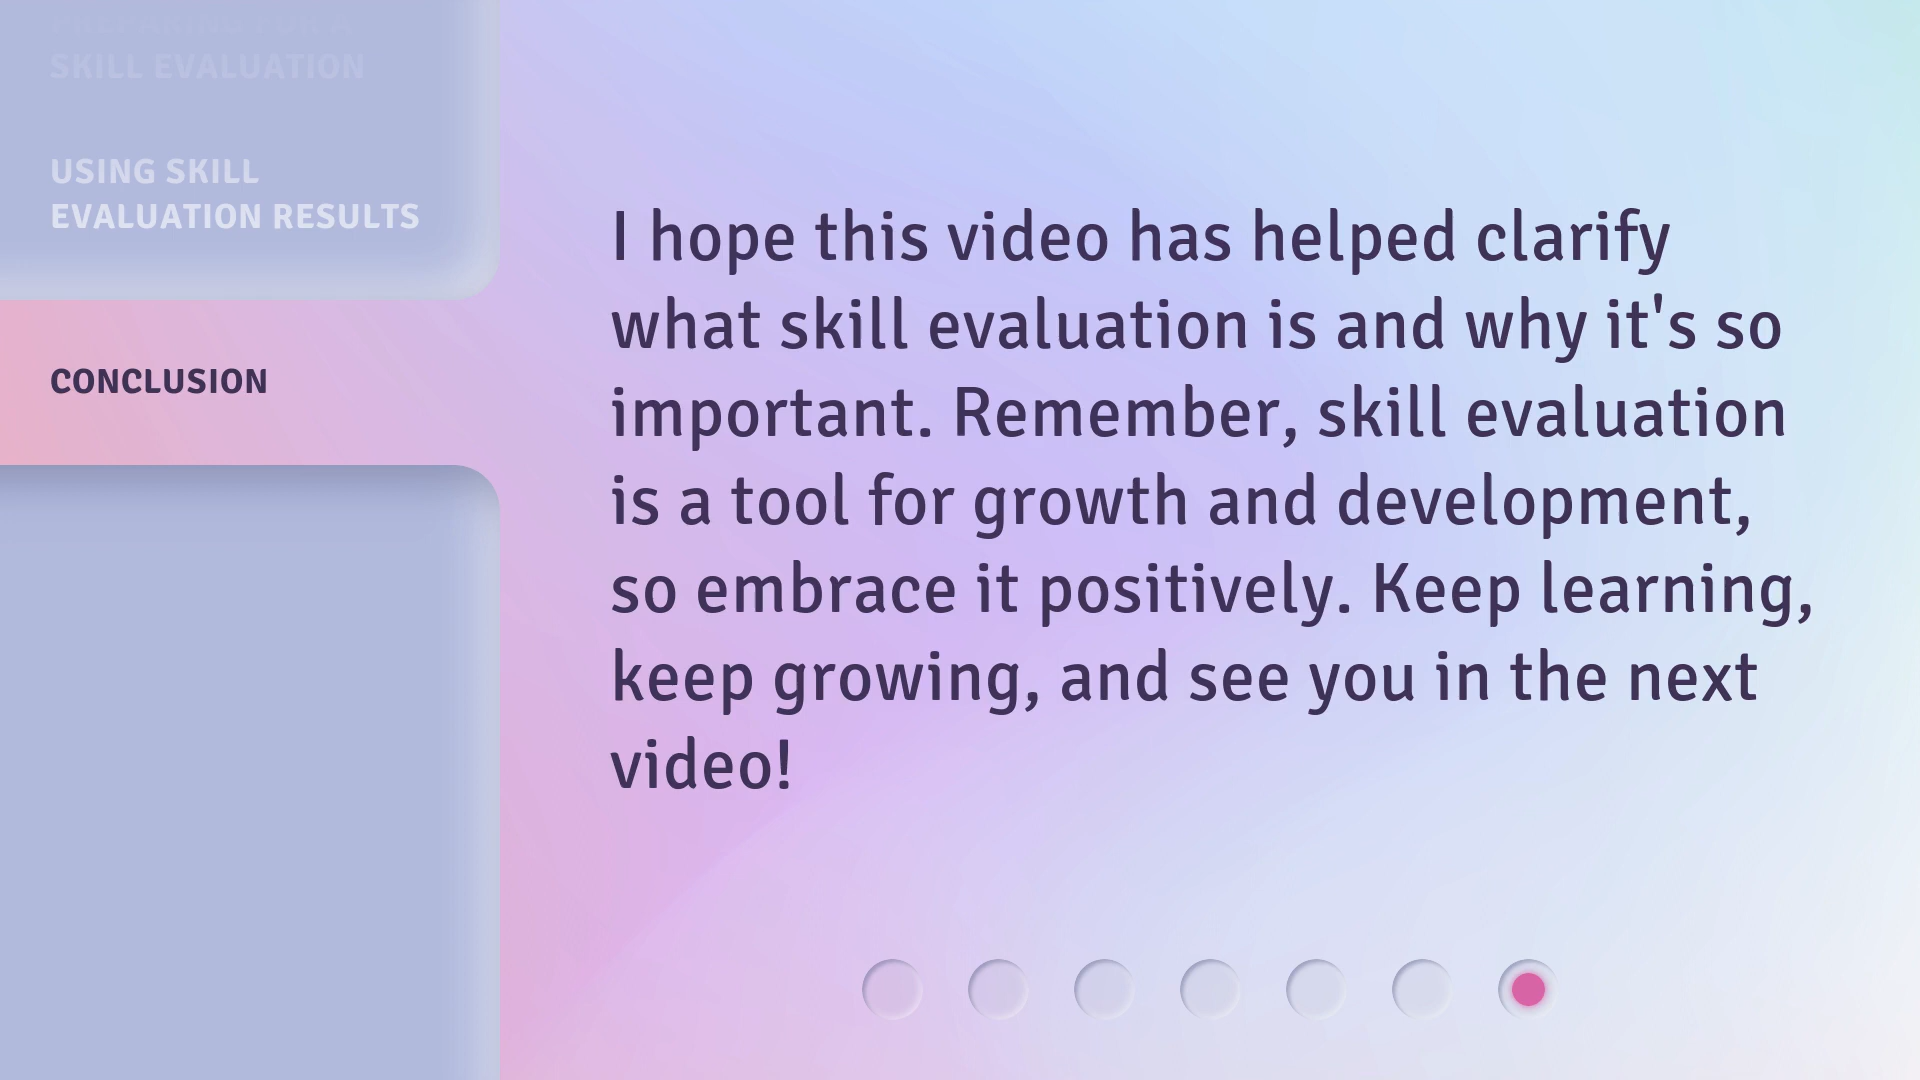 PREPARING FOR A
SKILL EVALUATION
USING SKILL
EVALUATION RESULTS
CONCLUSION
I hope this video has helped clarify
what skill evaluation is and why it's so
important. Remember, skill evaluation
is a tool for growth and development,
so embrace it positively. Keep learning,
keep growing, and see you in the next
video!